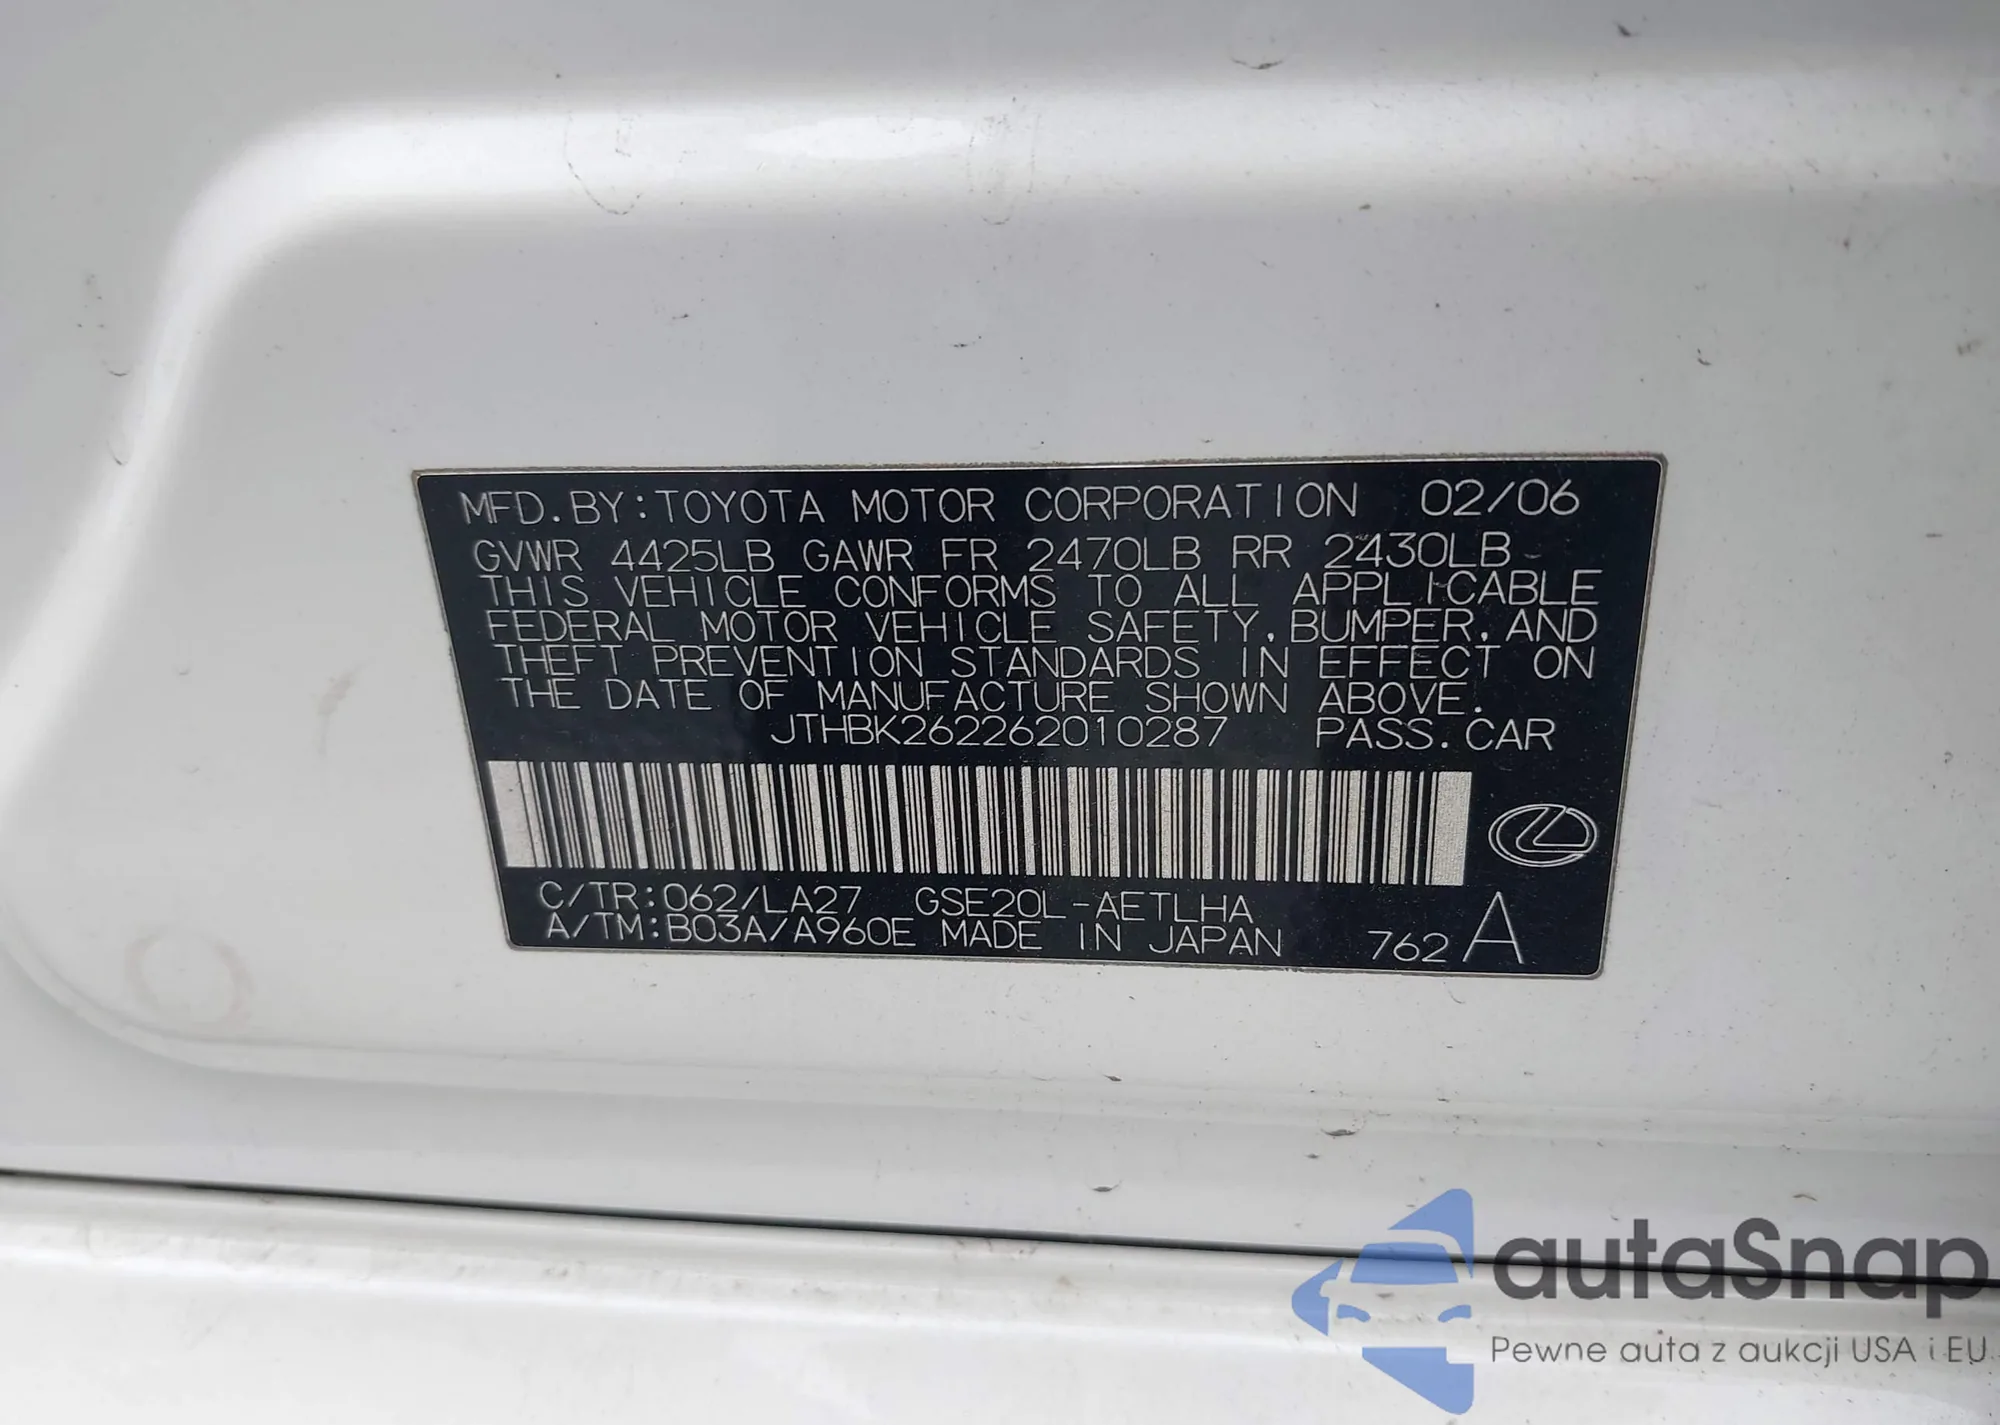 MFD.BY:TOYOTA MOTOR CORPORATION 02/06
GVWR 4425LB GAWR FR 2470LB RR 2430LB
THIS VEHICLE CONFORMS TO ALL APPLICABLE
FEDERAL MOTOR VEHICLE SAFETY, BUMPER, AND
THEFT PREVENTION STANDARDS IN EFFECT ON
THE DATE OF MANUFACTURE SHOWN ABOVE.
JTHBK262262010287 PASS.CAR
C/TR:062/LA27 GSE20L-AETLHA
A/TM:B03A/A960E MADE IN JAPAN 762 A
autaSnap
Pewne auta z aukcji USA i EU